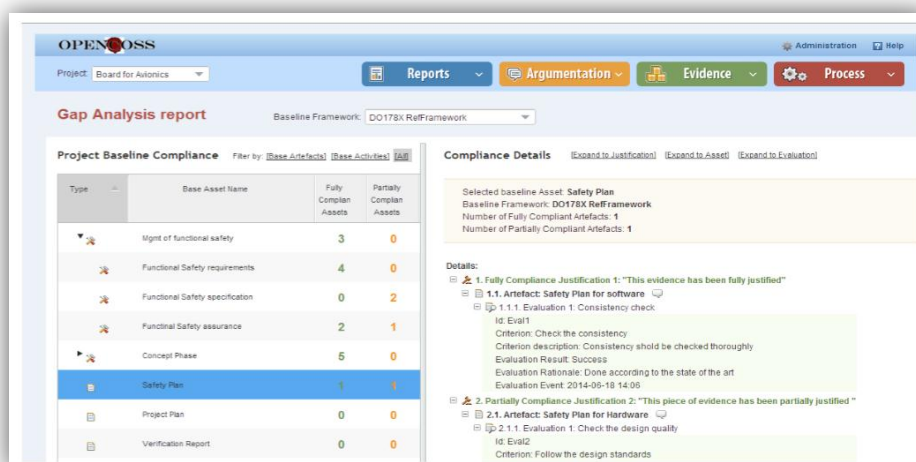 OPENCOSS
Administration Help
Project: Board for Avionics
Reports Argumentation Evidence Process
Gap Analysis report
Baseline Framework: DO178X RefFramework
Project Baseline Compliance Filter by: [Base Artefacts] [Base Activities] [All]
Type Base Asset Name Fully Complian Assets Partially Complian Assets
Mgmt of functional safety 3 0
Functional Safety requirements 4 0
Functional Safety specification 0 2
Functinal Safety assurance 2 1
Concept Phase 5 0
Safety Plan 1 1
Project Plan 0 0
Verification Report 0 0
Compliance Details [Expand to Justification] [Expand to Asset] [Expand to Evaluation]
Selected baseline Asset: Safety Plan
Baseline Framework: DO178X RefFramework
Number of Fully Compliant Artefacts: 1
Number of Partially Compliant Artefacts: 1
Details:
1. Fully Compliance Justification 1: "This evidence has been fully justified"
1.1. Artefact: Safety Plan for software
1.1.1. Evaluation 1: Consistency check
Id: Eval1
Criterion: Check the consistency
Criterion description: Consistency shold be checked thoroughly
Evaluation Result: Success
Evaluation Rationale: Done according to the state of the art
Evaluation Event: 2014-06-18 14:06
2. Partially Compliance Justification 2: "This piece of evidence has been partially justified "
2.1. Artefact: Safety Plan for Hardware
2.1.1. Evaluation 1: Check the design quality
Id: Eval2
Criterion: Follow the design standards